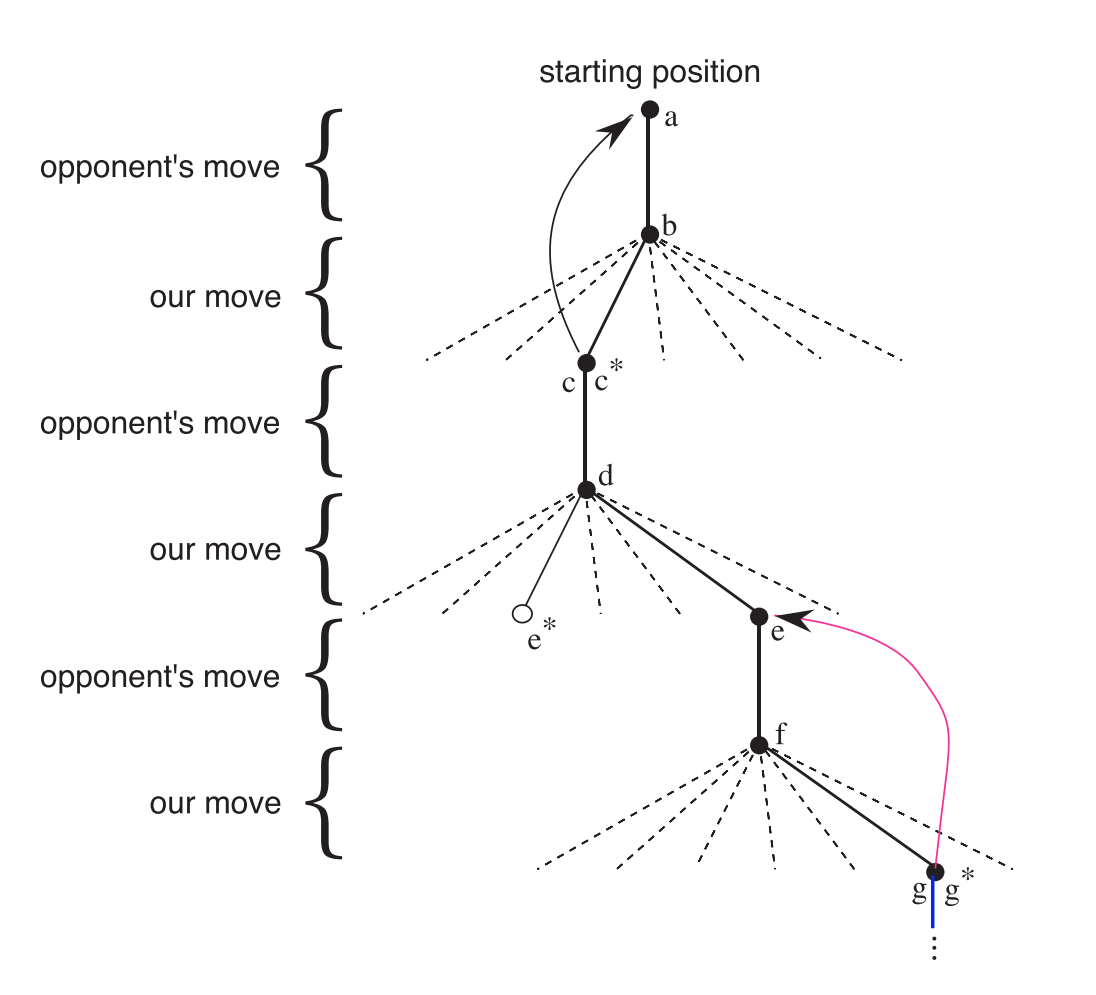 starting position
a
opponent's move
b
our move
c c*
opponent's move
d
our move
e*
e
opponent's move
f
our move
g g*
⋮